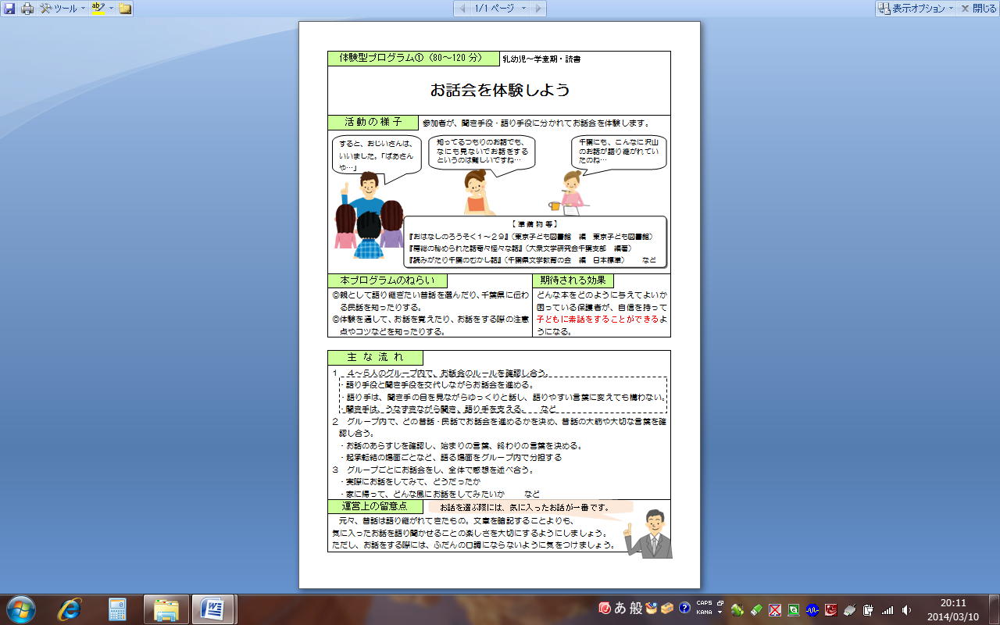 ツール
1/1 ページ
表示オプション
閉じる
体験型プログラム①(80~120 分)
乳幼児~学童期・読書
お話会を体験しよう
活動の様子
参加者が、聞き手役・語り手役に分かれてお話会を体験します。
すると、おじいさんは、
いいました。「ばあさん
や…」
知ってるつもりのお話でも、
なにも見ないでお話をする
というのは難しいですね…
千葉にも、こんなに沢山
のお話が語り継がれてい
たのね…
【準備物等】
『おはなしのろうそく1~29』(東京子ども図書館 編 東京子ども図書館)
『房総の秘められた話奇々怪々な話』(大衆文学研究会千葉支部 編著)
『読みがたり千葉のむかし話』(千葉県文学教育の会 編 日本標準) など
本プログラムのねらい
◎親として語り継ぎたい昔話を選んだり、千葉県に伝わ
る民話を知ったりする。
◎体験を通して、お話を覚えたり、お話をする際の注意
点やコツなどを知ったりする。
期待される効果
どんな本をどのように与えてよいか
困っている保護者が、自信を持って
子どもに素話をすることができるよ
うになる。
主な流れ
1 4~5人のグループ内で、お話会のルールを確認し合う。
・語り手役と聞き手役を交代しながらお話会を進める。
・語り手は、聞き手の目を見ながらゆっくりと話し、語りやすい言葉に変えても構わない。
・聞き手は、うなずきながら聞き、語り手を支える。 など
2 グループ内で、どの昔話・民話でお話会を進めるかを決め、昔話の大筋や大切な言葉を確
認し合う。
・お話のあらすじを確認し、始まりの言葉、終わりの言葉を決める。
・起承転結の場面ごとなど、語る場面をグループ内で分担する
3 グループごとにお話会をし、全体で感想を述べ合う。
・実際にお話をしてみて、どうだったか
・家に帰って、どんな風にお話をしてみたいか など
運営上の留意点
お話を選ぶ際には、気に入ったお話が一番です。
元々、昔話は語り継がれてきたもの。文章を暗記することよりも、
気に入ったお話を語り聞かせることの楽しさを大切にするようにしましょう。
ただし、お話をする際には、ふだんの口調にならないように気をつけましょう。
あ 般
CAPS
KANA
20:11
2014/03/10